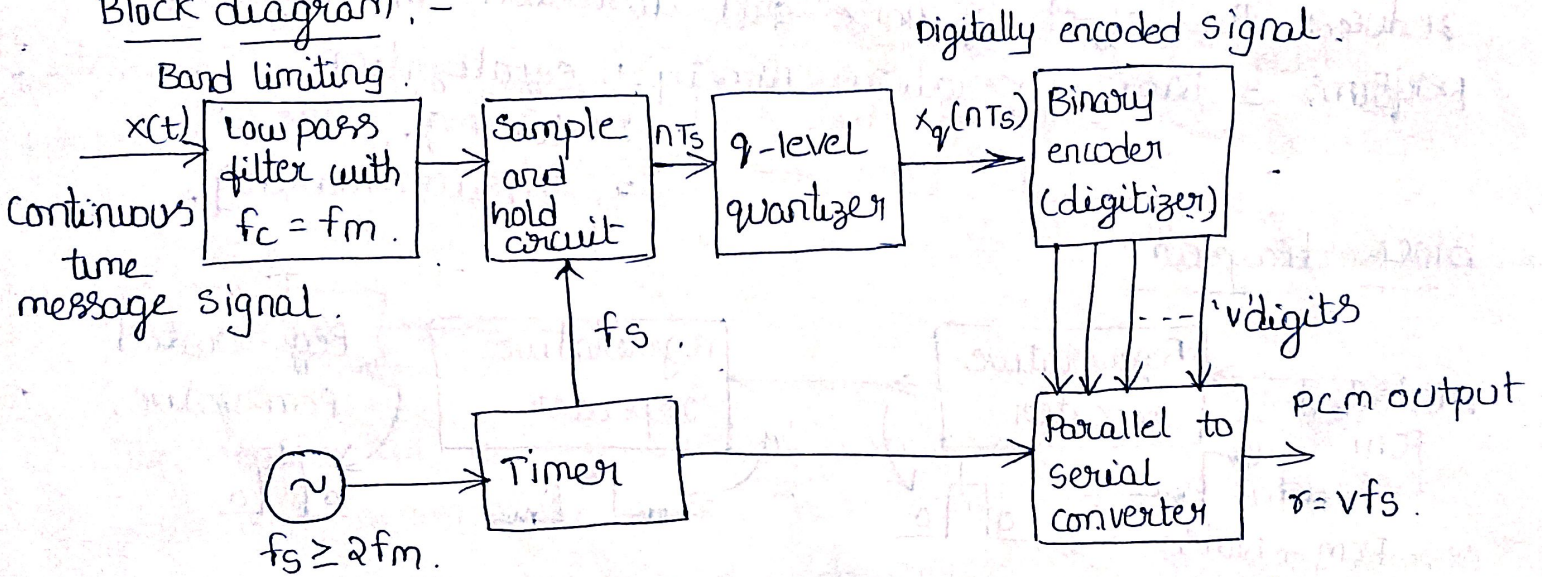 Block diagram. –
Digitally encoded signal.
Band limiting
x(t)
Low pass
filter with
fc = fm.
continuous
time
message signal.
Sample
and
hold
circuit
nTs
q-level
quantizer
xq(nTs)
Binary
encoder
(digitizer)
--- 'v'digits
fs.
Timer
~
fs ≥ 2fm.
Parallel to
serial
converter
PCM output
r = vfs.